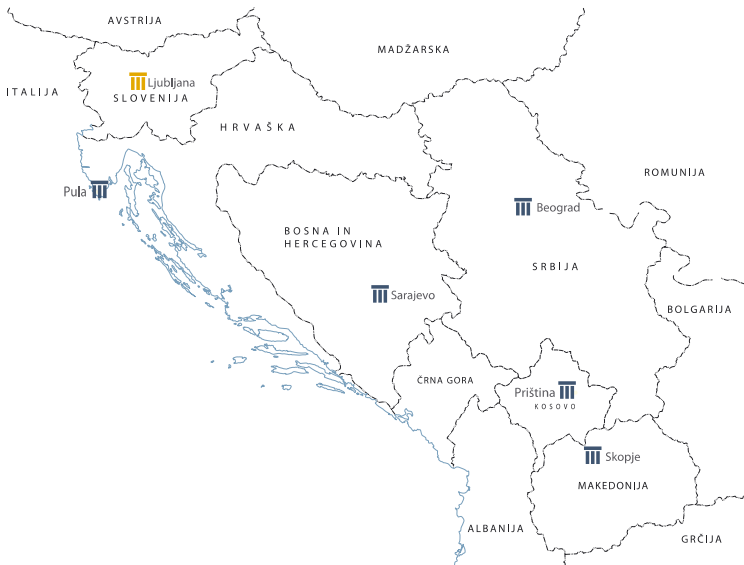 AVSTRIJA
MADŽARSKA
ITALIJA
Ljubljana
SLOVENIJA
HRVAŠKA
ROMUNIJA
Pula
Beograd
BOSNA IN
HERCEGOVINA
SRBIJA
Sarajevo
BOLGARIJA
ČRNA GORA
Priština
KOSOVO
Skopje
MAKEDONIJA
ALBANIJA
GRČIJA